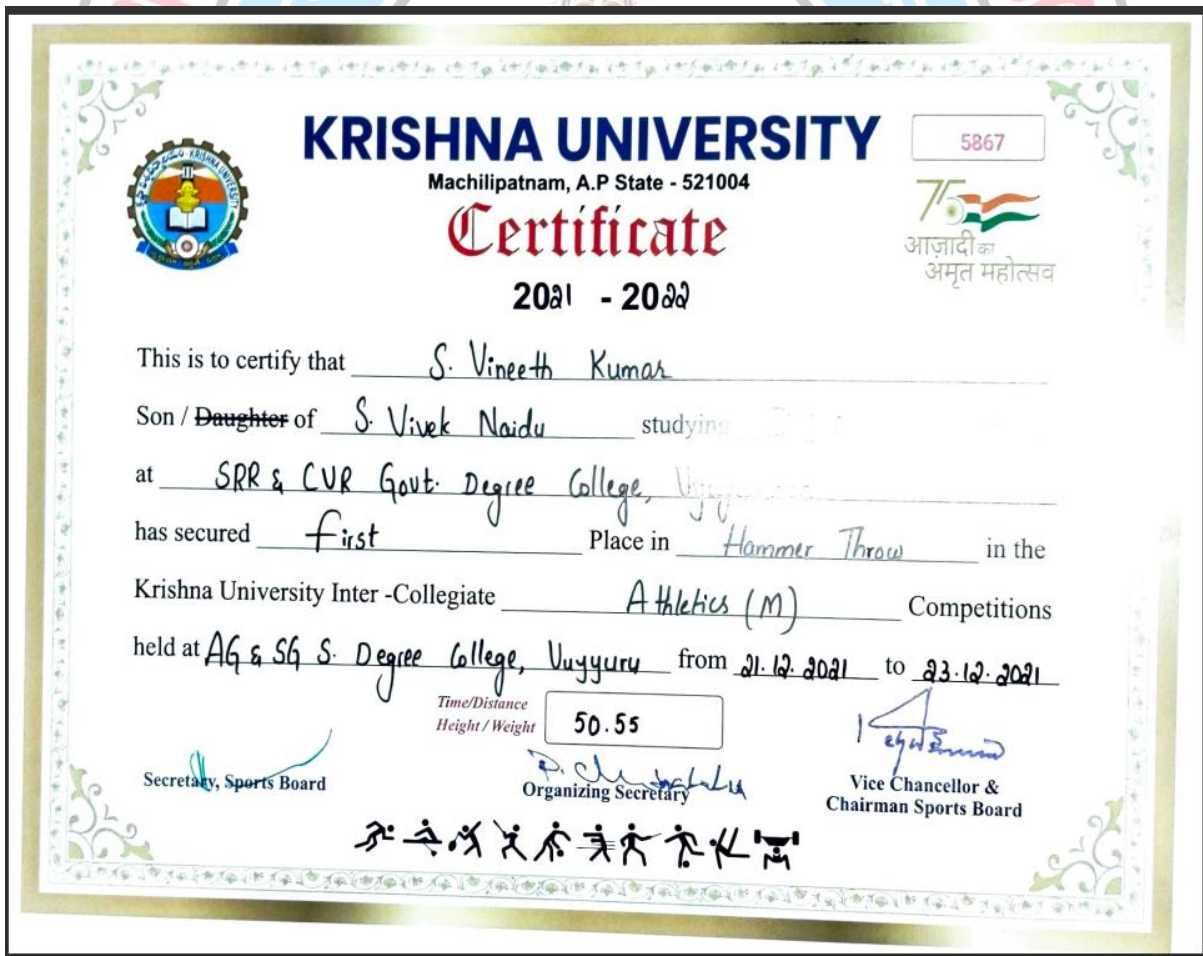 KRISHNA UNIVERSITY
5867
Machilipatnam, A.P State - 521004
Certificate
75
आज़ादी का
अमृत महोत्सव
2021 - 2022
KRISHNA UNIVERSITY
This is to certify that S. Vineeth Kumar
Son / Daughter of S. Vivek Naidu studying
at SRR & CVR Govt. Degree College,
has secured first Place in Hammer Throw in the
Krishna University Inter -Collegiate Athletics (M) Competitions
held at AG & SG S. Degree College, Vuyyuru from 21.12.2021 to 23.12.2021
Time/Distance
Height / Weight 50.55
Secretary, Sports Board
Organizing Secretary
Vice Chancellor &
Chairman Sports Board